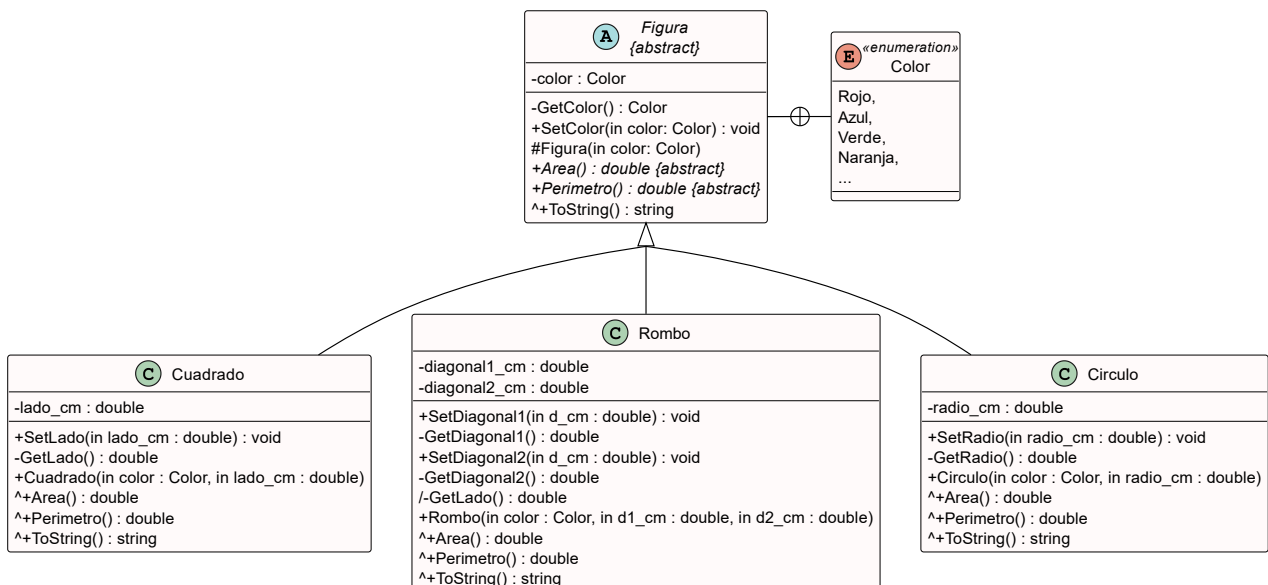 A
Figura
{abstract}
-color : Color
-GetColor() : Color
+SetColor(in color: Color) : void
#Figura(in color: Color)
+Area() : double {abstract}
+Perimetro() : double {abstract}
^+ToString() : string
E
«enumeration»
Color
Rojo,
Azul,
Verde,
Naranja,
...
C Cuadrado
-lado_cm : double
+SetLado(in lado_cm : double) : void
-GetLado() : double
+Cuadrado(in color : Color, in lado_cm : double)
^+Area() : double
^+Perimetro() : double
^+ToString() : string
C Rombo
-diagonal1_cm : double
-diagonal2_cm : double
+SetDiagonal1(in d_cm : double) : void
-GetDiagonal1() : double
+SetDiagonal2(in d_cm : double) : void
-GetDiagonal2() : double
/-GetLado() : double
+Rombo(in color : Color, in d1_cm : double, in d2_cm : double)
^+Area() : double
^+Perimetro() : double
^+ToString() : string
C Circulo
-radio_cm : double
+SetRadio(in radio_cm : double) : void
-GetRadio() : double
+Circulo(in color : Color, in radio_cm : double)
^+Area() : double
^+Perimetro() : double
^+ToString() : string